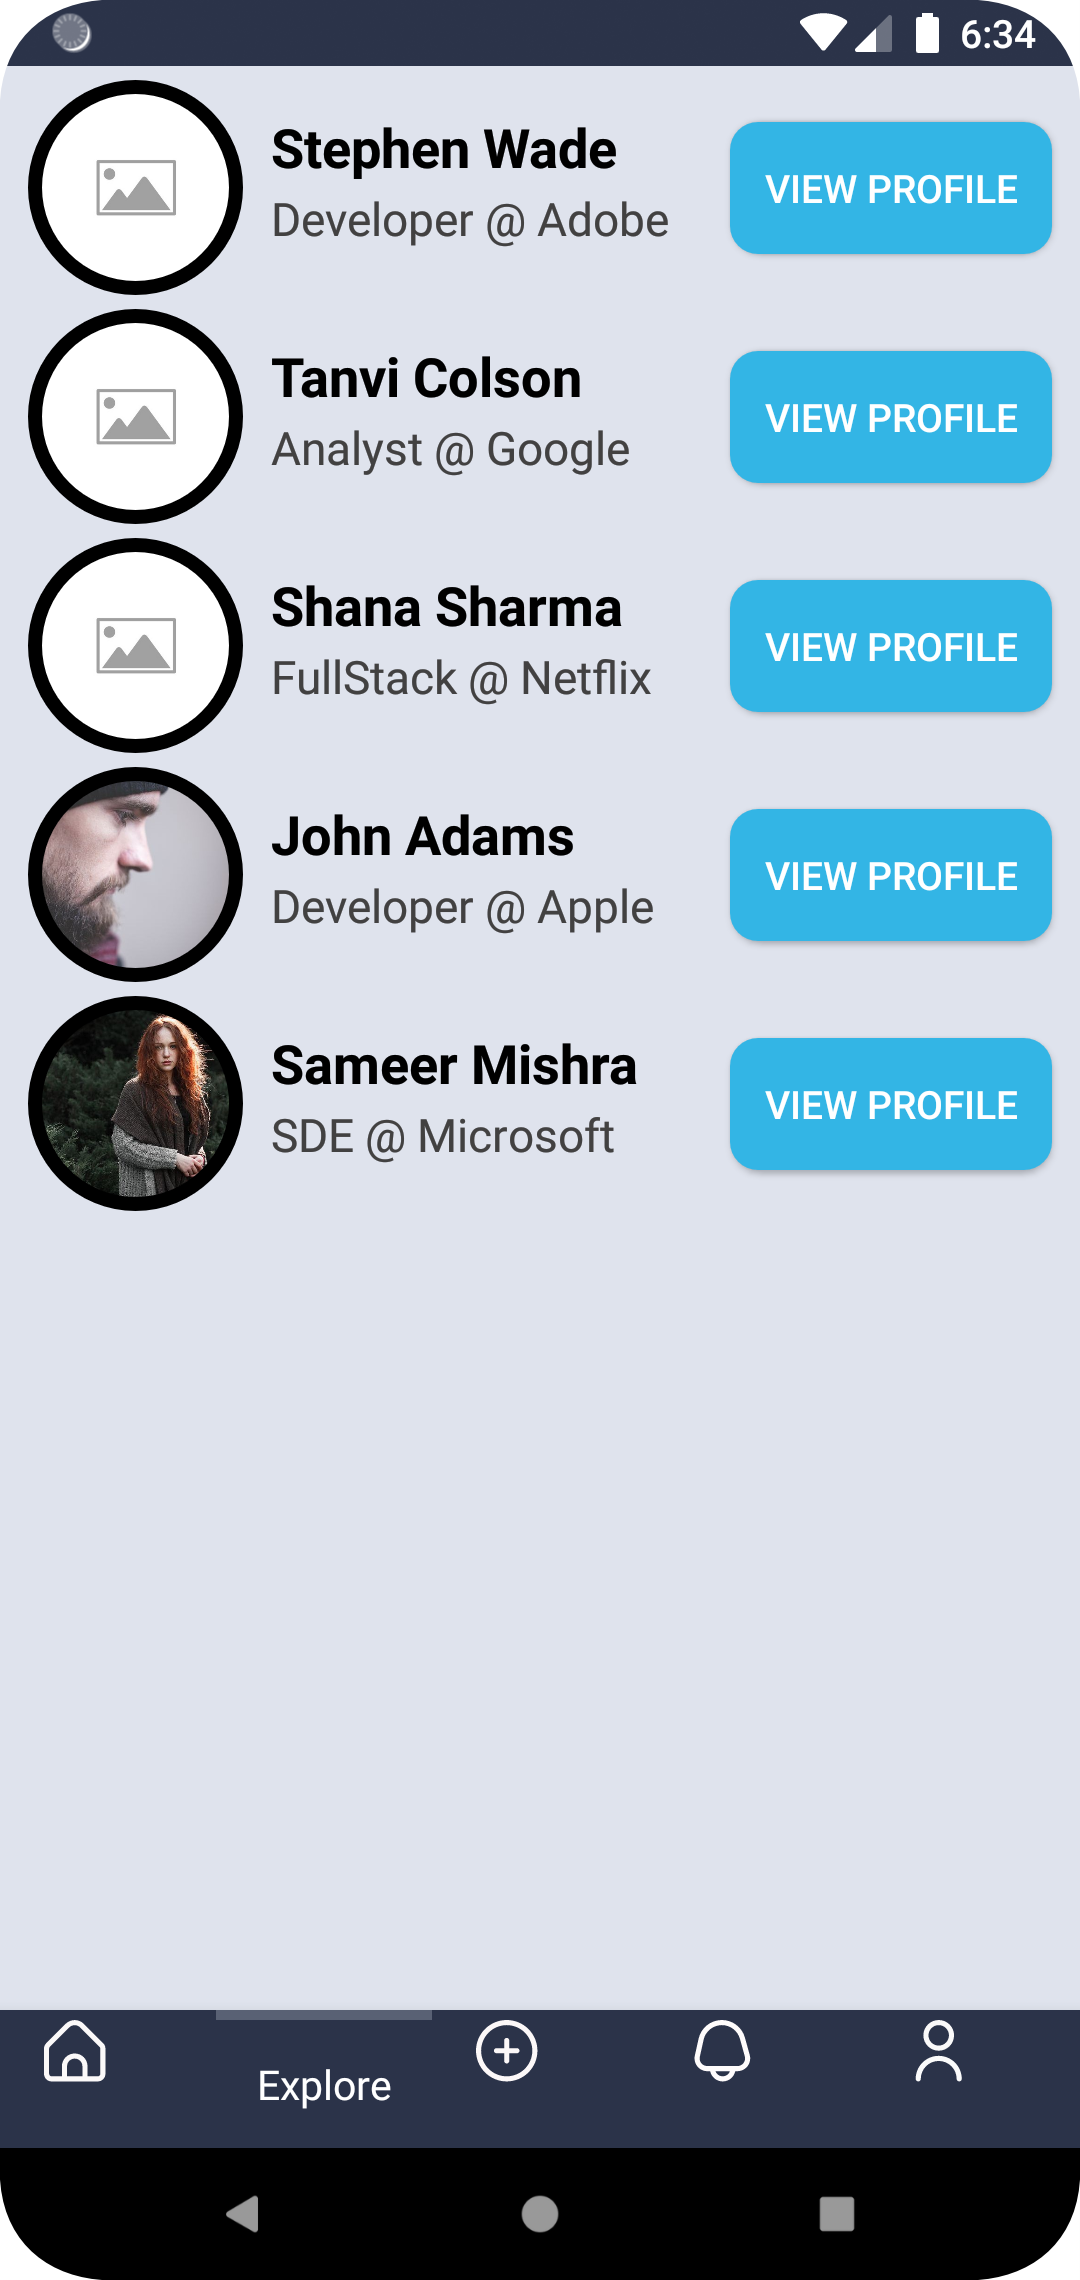 6:34
Stephen Wade
Developer @ Adobe
VIEW PROFILE
Tanvi Colson
Analyst @ Google
VIEW PROFILE
Shana Sharma
FullStack @ Netflix
VIEW PROFILE
John Adams
Developer @ Apple
VIEW PROFILE
Sameer Mishra
SDE @ Microsoft
VIEW PROFILE
Explore